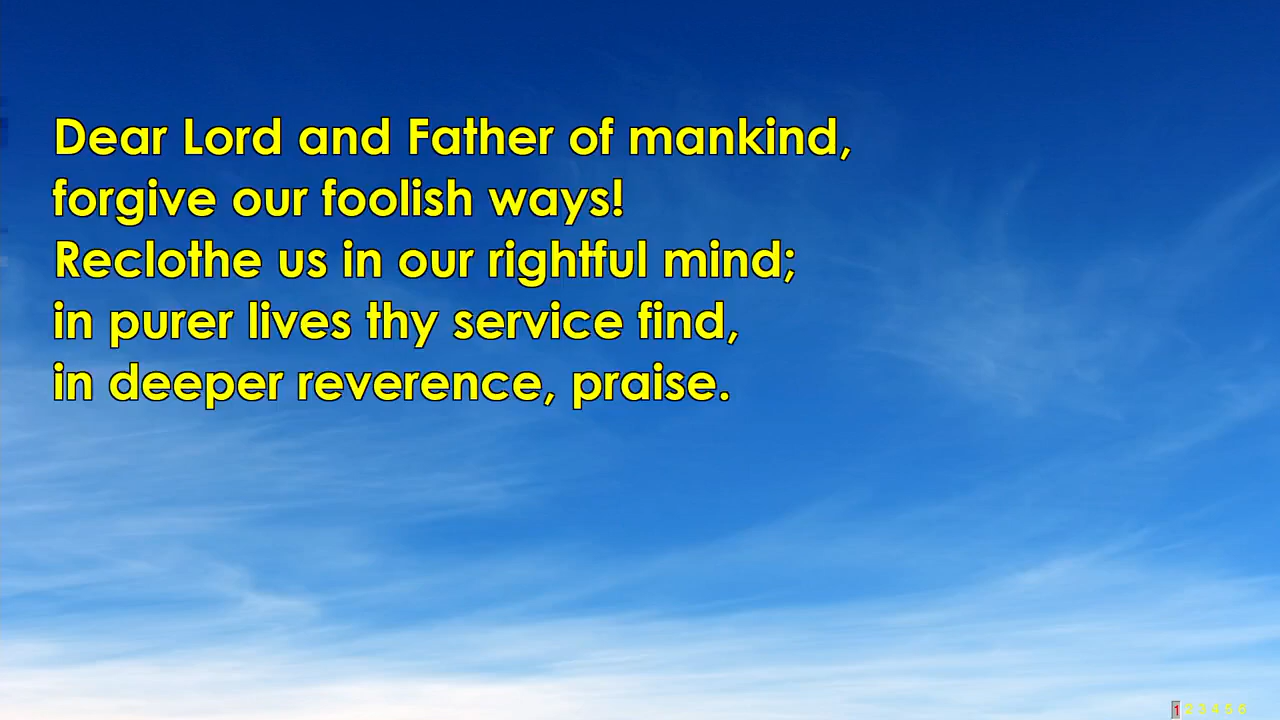 Dear Lord and Father of mankind,
forgive our foolish ways!
Reclothe us in our rightful mind;
in purer lives thy service find,
in deeper reverence, praise.
1 2 3 4 5 6